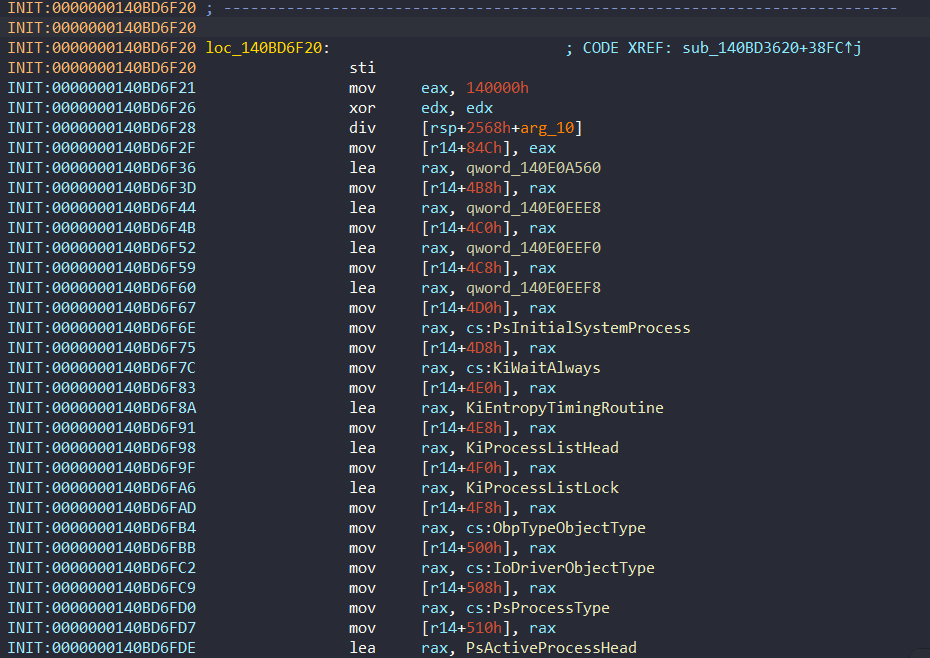 INIT:0000000140BD6F20 ; ---------------------------------------------------------------------------
INIT:0000000140BD6F20
INIT:0000000140BD6F20 loc_140BD6F20: ; CODE XREF: sub_140BD3620+38FC↑j
INIT:0000000140BD6F20 sti
INIT:0000000140BD6F21 mov eax, 140000h
INIT:0000000140BD6F26 xor edx, edx
INIT:0000000140BD6F28 div [rsp+2568h+arg_10]
INIT:0000000140BD6F2F mov [r14+84Ch], eax
INIT:0000000140BD6F36 lea rax, qword_140E0A560
INIT:0000000140BD6F3D mov [r14+4B8h], rax
INIT:0000000140BD6F44 lea rax, qword_140E0EEE8
INIT:0000000140BD6F4B mov [r14+4C0h], rax
INIT:0000000140BD6F52 lea rax, qword_140E0EEF0
INIT:0000000140BD6F59 mov [r14+4C8h], rax
INIT:0000000140BD6F60 lea rax, qword_140E0EEF8
INIT:0000000140BD6F67 mov [r14+4D0h], rax
INIT:0000000140BD6F6E mov rax, cs:PsInitialSystemProcess
INIT:0000000140BD6F75 mov [r14+4D8h], rax
INIT:0000000140BD6F7C mov rax, cs:KiWaitAlways
INIT:0000000140BD6F83 mov [r14+4E0h], rax
INIT:0000000140BD6F8A lea rax, KiEntropyTimingRoutine
INIT:0000000140BD6F91 mov [r14+4E8h], rax
INIT:0000000140BD6F98 lea rax, KiProcessListHead
INIT:0000000140BD6F9F mov [r14+4F0h], rax
INIT:0000000140BD6FA6 lea rax, KiProcessListLock
INIT:0000000140BD6FAD mov [r14+4F8h], rax
INIT:0000000140BD6FB4 mov rax, cs:ObpTypeObjectType
INIT:0000000140BD6FBB mov [r14+500h], rax
INIT:0000000140BD6FC2 mov rax, cs:IoDriverObjectType
INIT:0000000140BD6FC9 mov [r14+508h], rax
INIT:0000000140BD6FD0 mov rax, cs:PsProcessType
INIT:0000000140BD6FD7 mov [r14+510h], rax
INIT:0000000140BD6FDE lea rax, PsActiveProcessHead